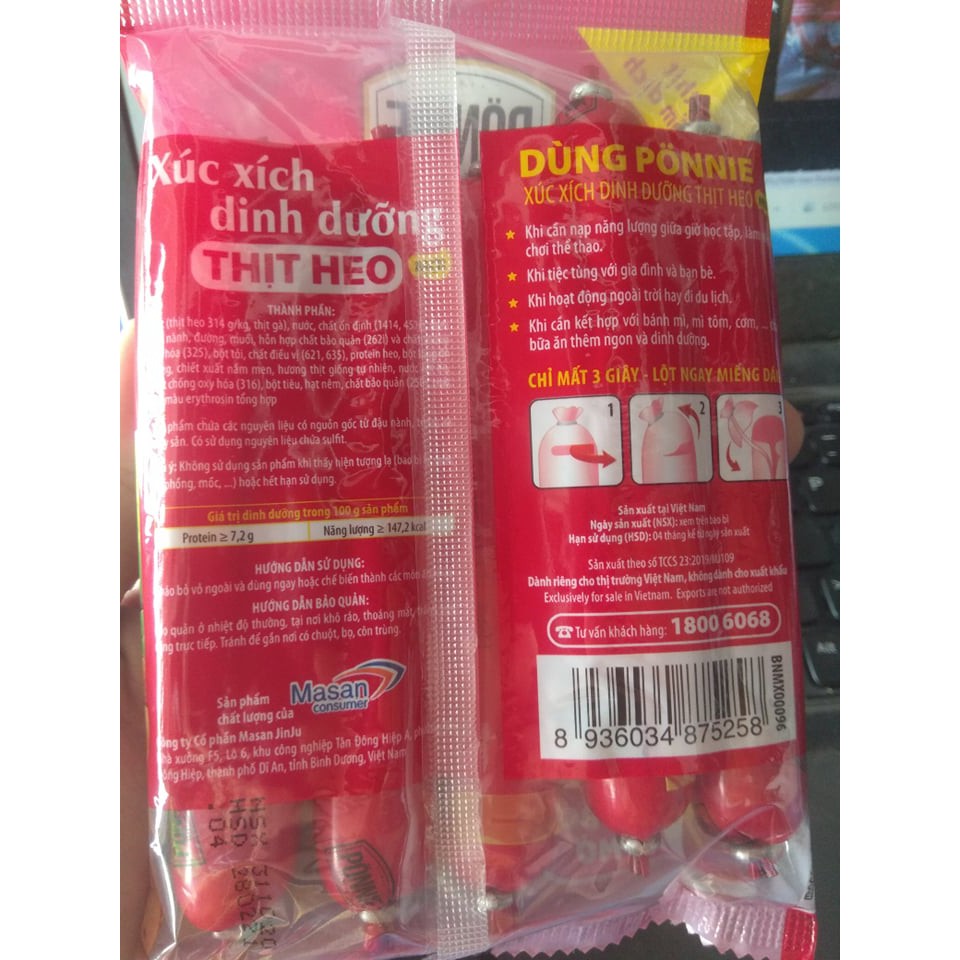 Xúc xích
dinh dưỡng
THỊT HEO
THÀNH PHẦN:
(thịt heo 314 g/kg, thịt gà), nước, chất ổn định (1414,
nành, đường, muối, hỗn hợp chất bảo quản (262i) và
hóa (325), bột tỏi, chất điều vị (621, 635), protein heo, bột
chiết xuất nấm men, hương thịt giống tự nhiên, nước
chống oxy hóa (316), bột tiêu, hạt nêm, chất bảo quản
màu erythrosin tổng hợp
phẩm chứa các nguyên liệu có nguồn gốc từ đậu nành,
sản. Có sử dụng nguyên liệu chứa sulfit.
ý: Không sử dụng sản phẩm khi thấy hiện tượng lạ (bao bì
phồng, mốc, ...) hoặc hết hạn sử dụng.
Giá trị dinh dưỡng trong 100 g sản phẩm
Protein ≥ 7,2 g Năng lượng ≥ 147,2 kcal
HƯỚNG DẪN SỬ DỤNG:
bỏ vỏ ngoài và dùng ngay hoặc chế biến thành các món
HƯỚNG DẪN BẢO QUẢN:
quản ở nhiệt độ thường, tại nơi khô ráo, thoáng mát,
trực tiếp. Tránh để gần nơi có chuột, bọ, côn trùng.
Sản phẩm
chất lượng của
Masan
consumer
ty Cổ phần Masan JinJu
xưởng F5, Lô 6, khu công nghiệp Tân Đông Hiệp A,
Hiệp, thành phố Dĩ An, tỉnh Bình Dương, Việt Nam
NSX
HSD 280221
-04
PONNIE
DÙNG PÖNNIE
XÚC XÍCH DINH DƯỠNG THỊT HEO
Khi cần nạp năng lượng giữa giờ học tập,
chơi thể thao.
Khi tiệc tùng với gia đình và bạn bè.
Khi hoạt động ngoài trời hay đi du lịch.
Khi cần kết hợp với bánh mì, mì tôm, cơm, ...
bữa ăn thêm ngon và dinh dưỡng.
CHỈ MẤT 3 GIÂY - LỘT NGAY MIẾNG
1 2 3
Sản xuất tại Việt Nam
Ngày sản xuất (NSX): xem trên bao bì
Hạn sử dụng (HSD): 04 tháng kể từ ngày sản xuất
Sản xuất theo số TCCS 23:2019/MJ109
Dành riêng cho thị trường Việt Nam, không dành cho xuất khẩu
Exclusively for sale in Vietnam. Exports are not authorized
Tư vấn khách hàng: 1800 6068
BNMX00096
8 936034 875258